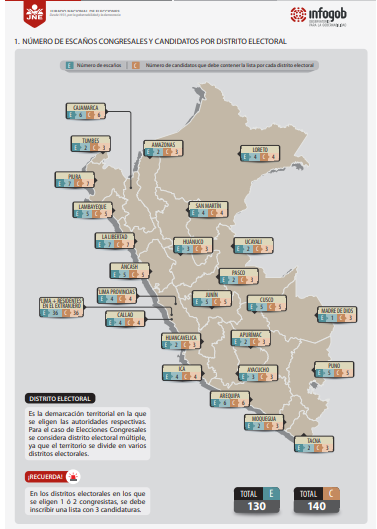 JNE
JURADO NACIONAL DE ELECCIONES
infogob
1. NÚMERO DE ESCAÑOS CONGRESALES Y CANDIDATOS POR DISTRITO ELECTORAL
E Número de escaños C Número de candidatos que debe contener la lista por cada distrito electoral
CAJAMARCA
E 6 C 6
TUMBES
E 2 C 3
AMAZONAS
E 2 C 3
LORETO
E 4 C 4
PIURA
E 7 C 7
LAMBAYEQUE
E 5 C 5
SAN MARTÍN
E 4 C 4
LA LIBERTAD
E 7 C 7
HUÁNUCO
E 3 C 3
UCAYALI
E 2 C 3
ÁNCASH
E 5 C 5
PASCO
E 2 C 3
LIMA PROVINCIAS
E 4 C 4
JUNÍN
E 5 C 5
CUSCO
E 5 C 5
LIMA + RESIDENTES
EN EL EXTRANJERO
E 36 C 36
MADRE DE DIOS
E 1 C 3
CALLAO
E 4 C 4
HUANCAVELICA
E 2 C 3
APURÍMAC
E 2 C 3
ICA
E 4 C 4
AYACUCHO
E 3 C 3
PUNO
E 5 C 5
AREQUIPA
E 6 C 6
MOQUEGUA
E 2 C 3
TACNA
E 2 C 3
DISTRITO ELECTORAL
Es la demarcación territorial en la que
se eligen las autoridades respectivas.
Para el caso de Elecciones Congresales
se considera distrito electoral múltiple,
ya que el territorio se divide en varios
distritos electorales.
¡RECUERDA!
En los distritos electorales en los que
se eligen 1 ó 2 congresistas, se debe
inscribir una lista con 3 candidaturas.
TOTAL E
130
TOTAL C
140